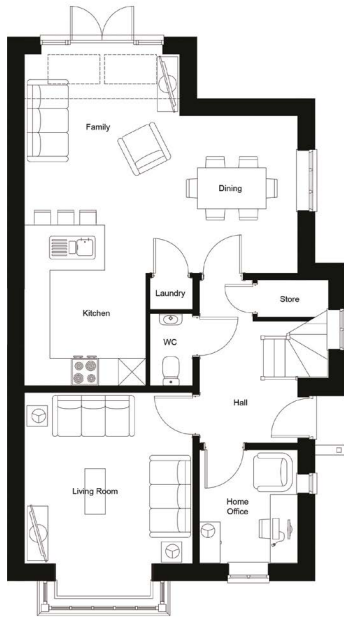 Family
Dining
Laundry
Store
Kitchen
WC
Hall
Living Room
Home
Office